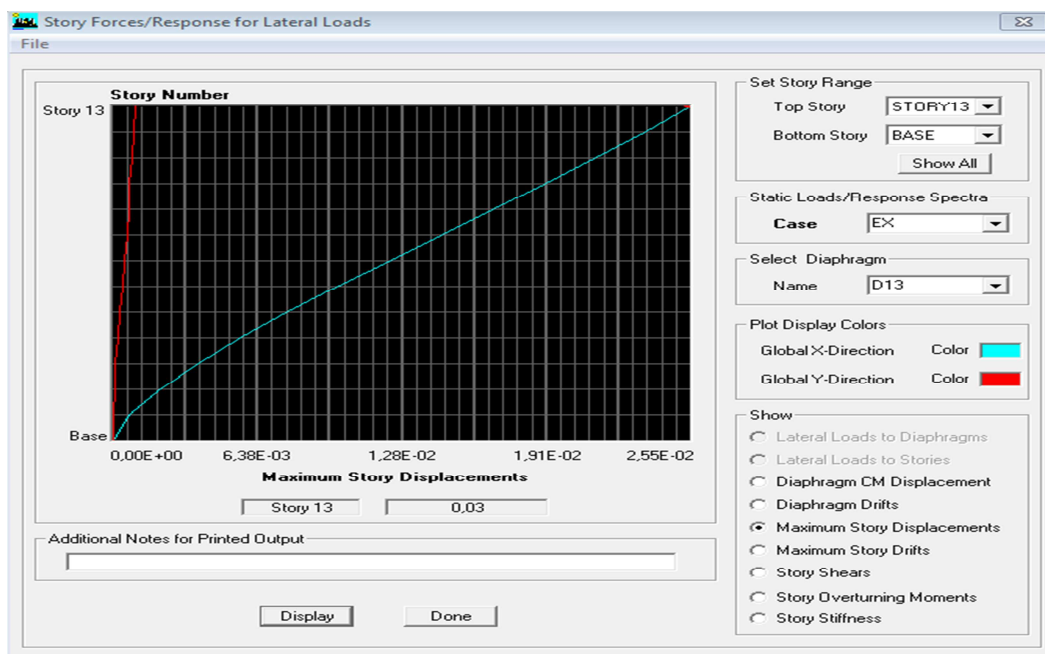 Story Forces/Response for Lateral Loads
File
Story Number
Story 13
Base
0,00E+00 6,38E-03 1,28E-02 1,91E-02 2,55E-02
Maximum Story Displacements
Story 13 0,03
Additional Notes for Printed Output
Display Done
Set Story Range
Top Story STORY13
Bottom Story BASE
Show All
Static Loads/Response Spectra
Case EX
Select Diaphragm
Name D13
Plot Display Colors
Global X-Direction Color
Global Y-Direction Color
Show
Lateral Loads to Diaphragms
Lateral Loads to Stories
Diaphragm CM Displacement
Diaphragm Drifts
Maximum Story Displacements
Maximum Story Drifts
Story Shears
Story Overturning Moments
Story Stiffness